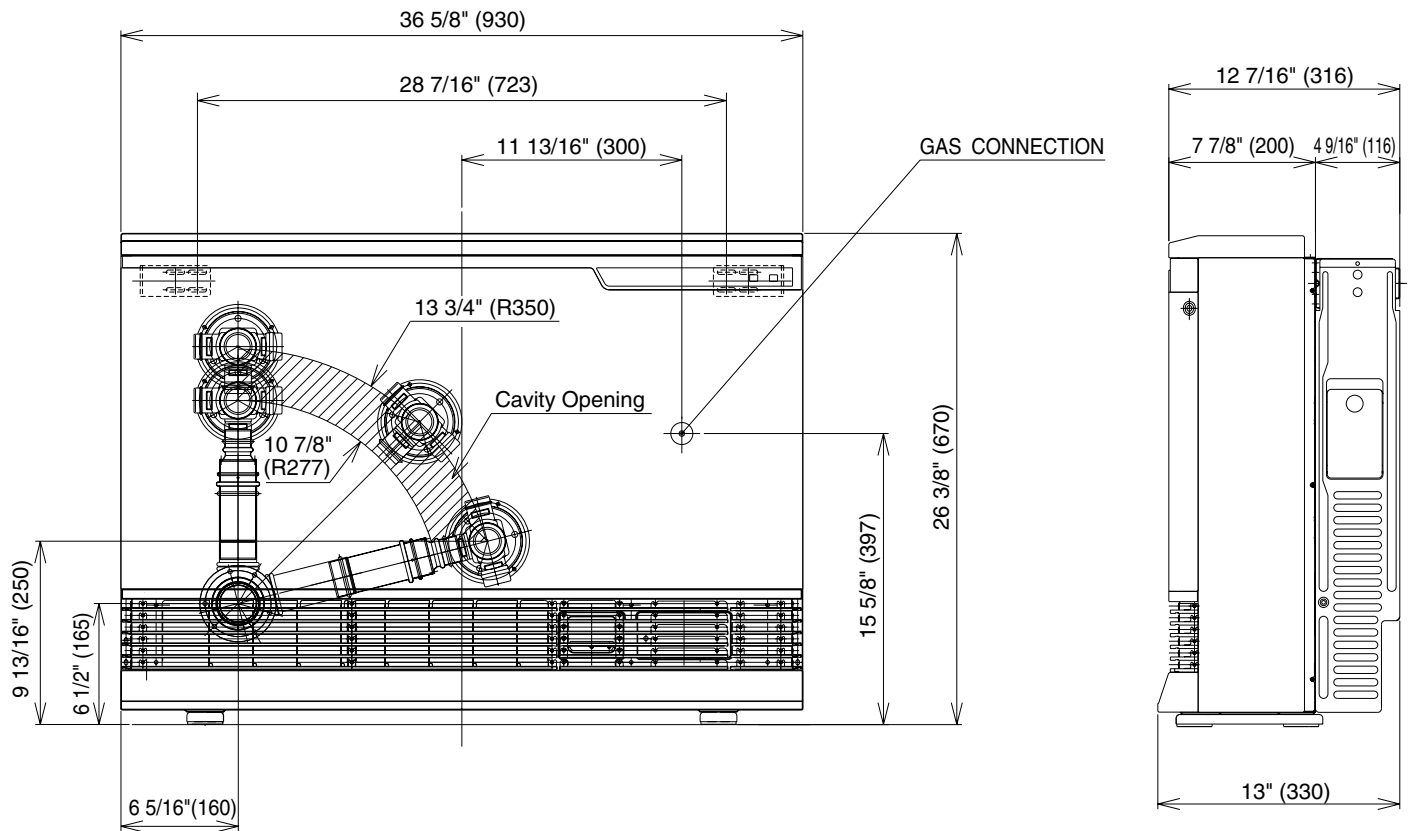 36 5/8" (930)
28 7/16" (723)
11 13/16" (300)
GAS CONNECTION
13 3/4" (R350)
Cavity Opening
10 7/8"
(R277)
9 13/16" (250)
6 1/2" (165)
6 5/16"(160)
15 5/8" (397)
26 3/8" (670)
12 7/16" (316)
7 7/8" (200)
4 9/16" (116)
13" (330)